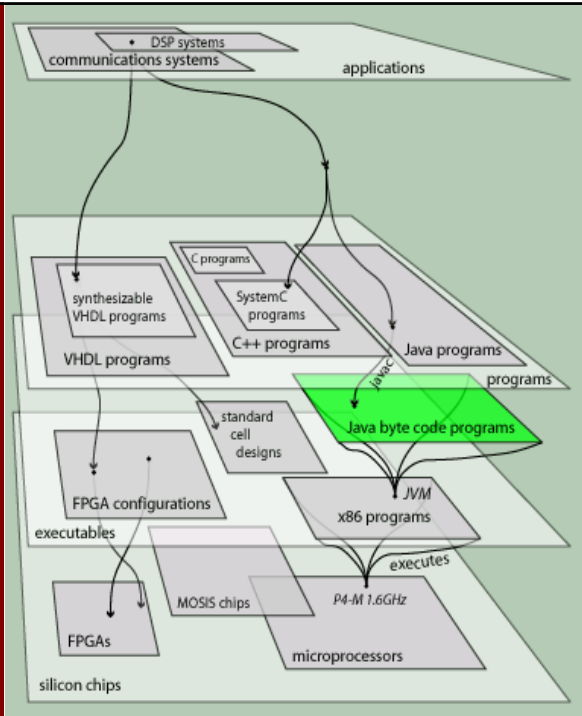 DSP systems
communications systems
applications
C programs
synthesizable
VHDL programs
SystemC
programs
C++ programs
VHDL programs
Java programs
javac
programs
standard
cell
designs
Java byte code programs
FPGA configurations
JVM
x86 programs
executables
executes
MOSIS chips
P4-M 1.6GHz
FPGAs
microprocessors
silicon chips